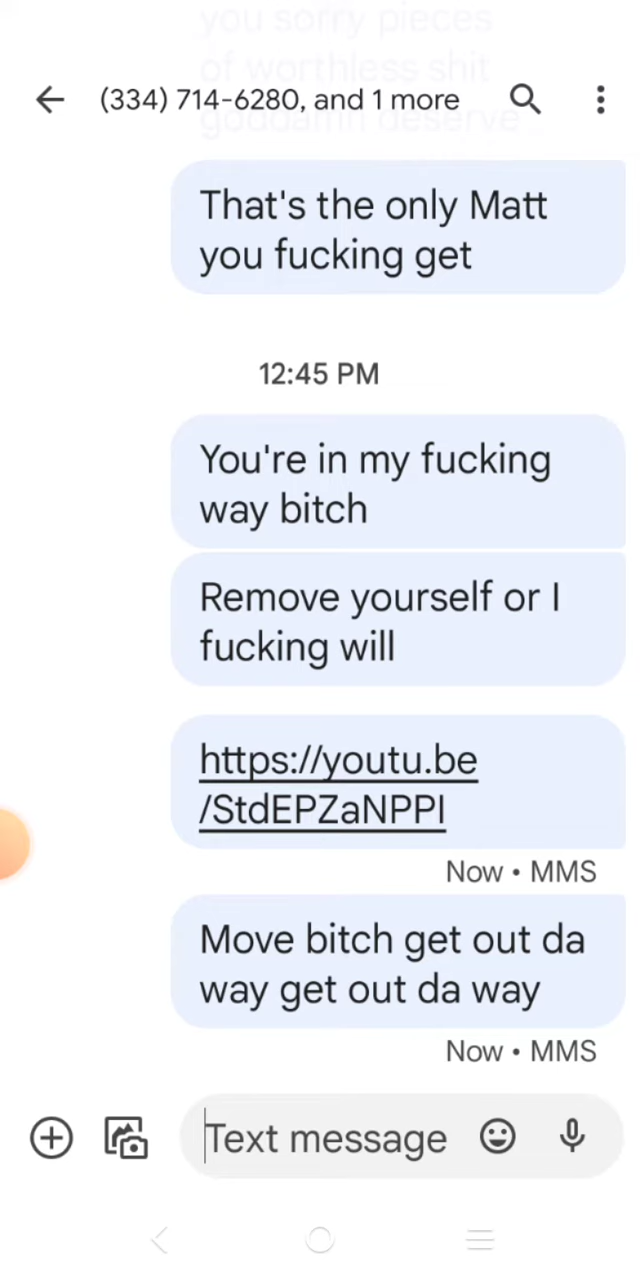 you sorry pieces
of worthless shit
goddamn deserve
(334) 714-6280, and 1 more
That's the only Matt
you fucking get
12:45 PM
You're in my fucking
way bitch
Remove yourself or I
fucking will
https://youtu.be
/StdEPZaNPPI
Now • MMS
Move bitch get out da
way get out da way
Now • MMS
Text message